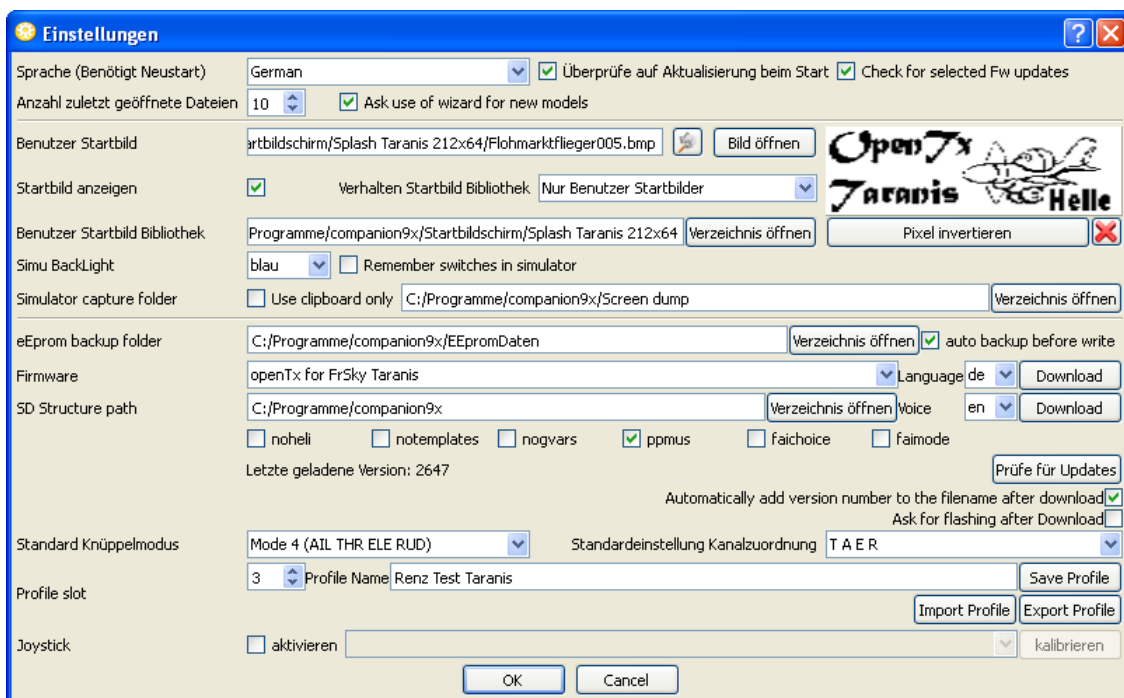 Einstellungen
Sprache (Benötigt Neustart) German Überprüfe auf Aktualisierung beim Start Check for selected Fw updates
Anzahl zuletzt geöffnete Dateien 10 Ask use of wizard for new models
Benutzer Startbild artbildschirm/Splash Taranis 212x64/Flohmarktflieger005.bmp Bild öffnen
OpenTx
Taranis Helle
Startbild anzeigen Verhalten Startbild Bibliothek Nur Benutzer Startbilder
Benutzer Startbild Bibliothek Programme/companion9x/Startbildschirm/Splash Taranis 212x64 Verzeichnis öffnen Pixel invertieren
Simu BackLight blau Remember switches in simulator
Simulator capture folder Use clipboard only C:/Programme/companion9x/Screen dump Verzeichnis öffnen
eEprom backup folder C:/Programme/companion9x/EEpromDaten Verzeichnis öffnen auto backup before write
Firmware openTx for FrSky Taranis Language de Download
SD Structure path C:/Programme/companion9x Verzeichnis öffnen Voice en Download
noheli notemplates nogvars ppmus faichoice faimode
Letzte geladene Version: 2647 Prüfe für Updates
Automatically add version number to the filename after download
Ask for flashing after Download
Standard Knüppelmodus Mode 4 (AIL THR ELE RUD) Standardeinstellung Kanalzuordnung T A E R
Profile slot 3 Profile Name Renz Test Taranis Save Profile
Import Profile Export Profile
Joystick aktivieren kalibrieren
OK Cancel